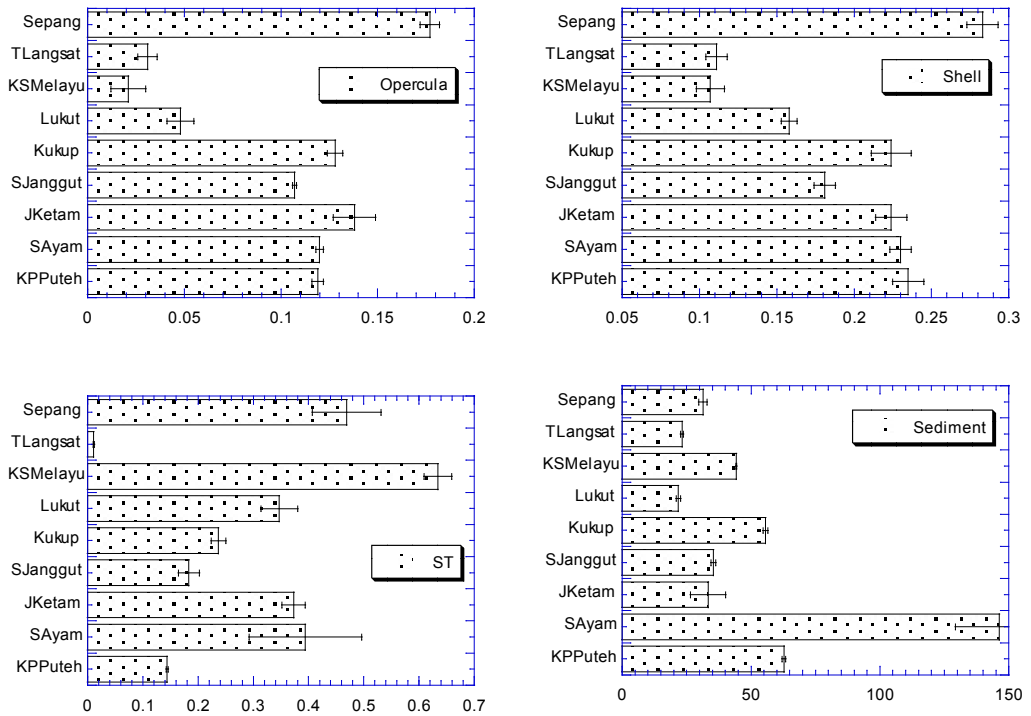 Sepang
TLangsat
KSMelayu
Lukut
Kukup
SJanggut
JKetam
SAyam
KPPuteh
Opercula
0 0.05 0.1 0.15 0.2
Sepang
TLangsat
KSMelayu
Lukut
Kukup
SJanggut
JKetam
SAyam
KPPuteh
Shell
0.05 0.1 0.15 0.2 0.25 0.3
Sepang
TLangsat
KSMelayu
Lukut
Kukup
SJanggut
JKetam
SAyam
KPPuteh
ST
0 0.1 0.2 0.3 0.4 0.5 0.6 0.7
Sepang
TLangsat
KSMelayu
Lukut
Kukup
SJanggut
JKetam
SAyam
KPPuteh
Sediment
0 50 100 150